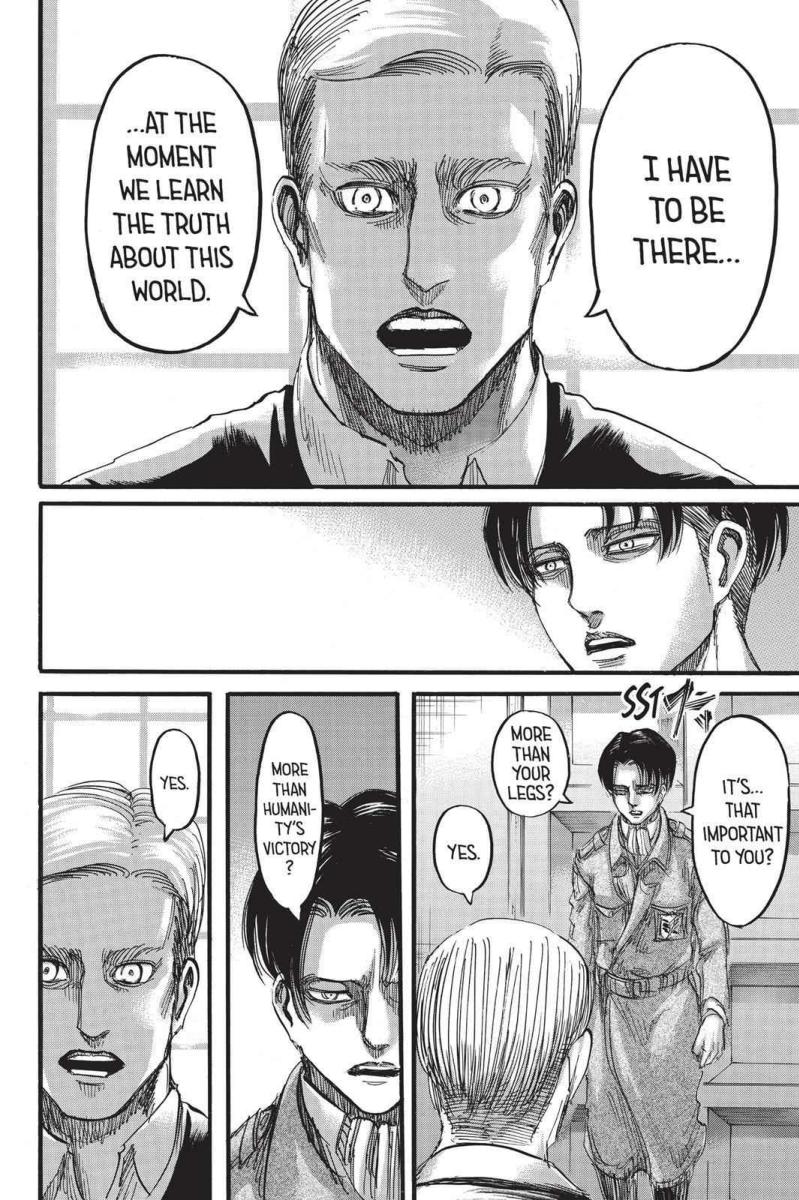 I HAVE
TO BE
THERE...
...AT THE
MOMENT
WE LEARN
THE TRUTH
ABOUT THIS
WORLD.
SST
IT'S...
THAT
IMPORTANT
TO YOU?
MORE
THAN
YOUR
LEGS?
YES.
MORE
THAN
HUMANI-
TY'S
VICTORY
?
YES.